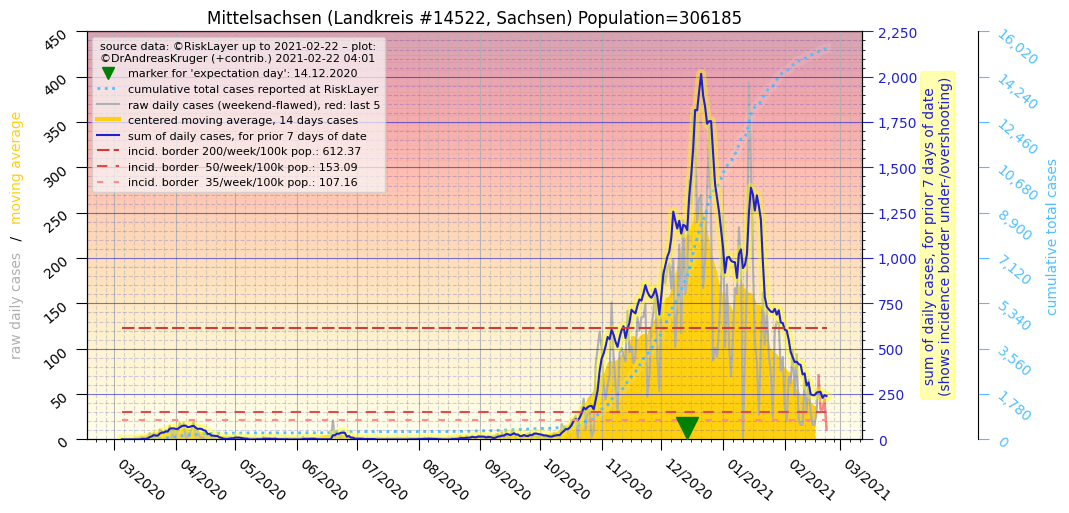 Mittelsachsen (Landkreis #14522, Sachsen) Population=306185
source data: ©RiskLayer up to 2021-02-22 – plot:
©DrAndreasKruger (+contrib.) 2021-02-22 04:01
marker for 'expectation day': 14.12.2020
cumulative total cases reported at RiskLayer
raw daily cases (weekend-flawed), red: last 5
centered moving average, 14 days cases
sum of daily cases, for prior 7 days of date
incid. border 200/week/100k pop.: 612.37
incid. border  50/week/100k pop.: 153.09
incid. border  35/week/100k pop.: 107.16
raw daily cases / moving average
450
400
350
300
250
200
150
100
50
0
03/2020
04/2020
05/2020
06/2020
07/2020
08/2020
09/2020
10/2020
11/2020
12/2020
01/2021
02/2021
03/2021
2,250
2,000
1,750
1,500
1,250
1,000
750
500
250
0
sum of daily cases, for prior 7 days of date
(shows incidence border under-/overshooting)
16,020
14,240
12,460
10,680
8,900
7,120
5,340
3,560
1,780
0
cumulative total cases